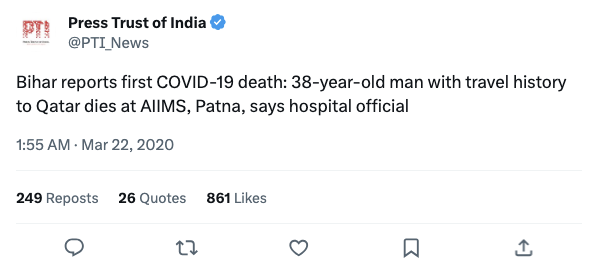 PTI
Press Trust of India
@PTI_News
Bihar reports first COVID-19 death: 38-year-old man with travel history
to Qatar dies at AIIMS, Patna, says hospital official
1:55 AM · Mar 22, 2020
249 Reposts 26 Quotes 861 Likes